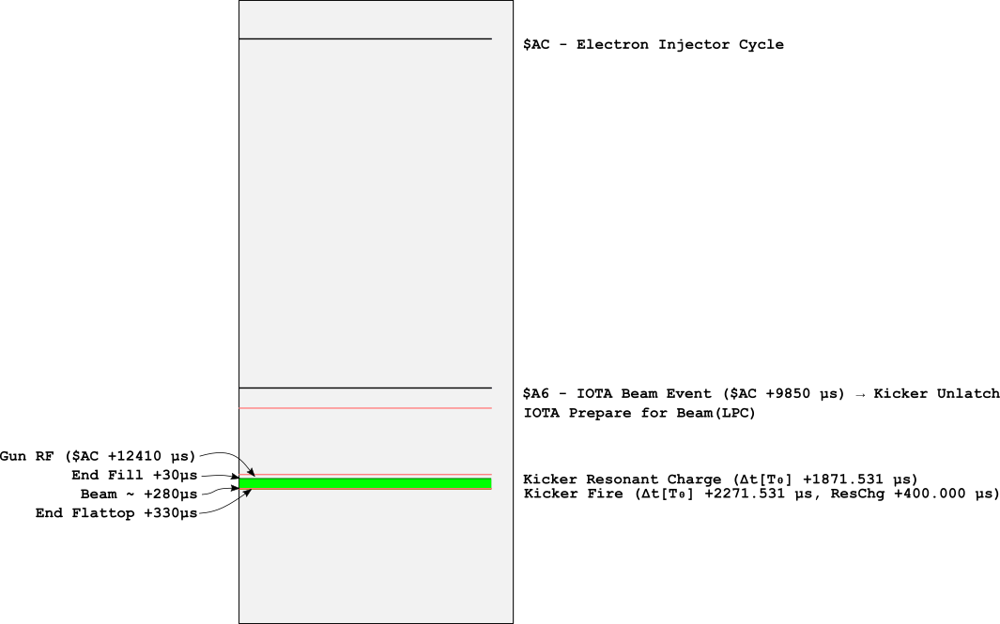 $AC - Electron Injector Cycle
$A6 - IOTA Beam Event ($AC +9850 µs) → Kicker Unlatch
IOTA Prepare for Beam(LPC)
Gun RF ($AC +12410 µs)
End Fill +30µs
Beam ~ +280µs
End Flattop +330µs
Kicker Resonant Charge (Δt[T₀] +1871.531 µs)
Kicker Fire (Δt[T₀] +2271.531 µs, ResChg +400.000 µs)